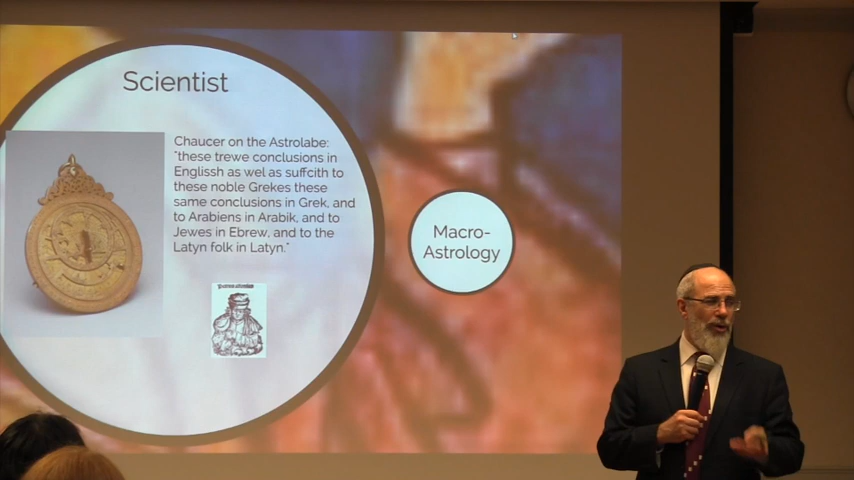 Scientist
Chaucer on the Astrolabe:
"these trewe conclusions in
Englissh as wel as suffcith to
these noble Grekes these
same conclusions in Grek, and
to Arabiens in Arabik, and to
Jewes in Ebrew, and to the
Latyn folk in Latyn."
Macro-
Astrology